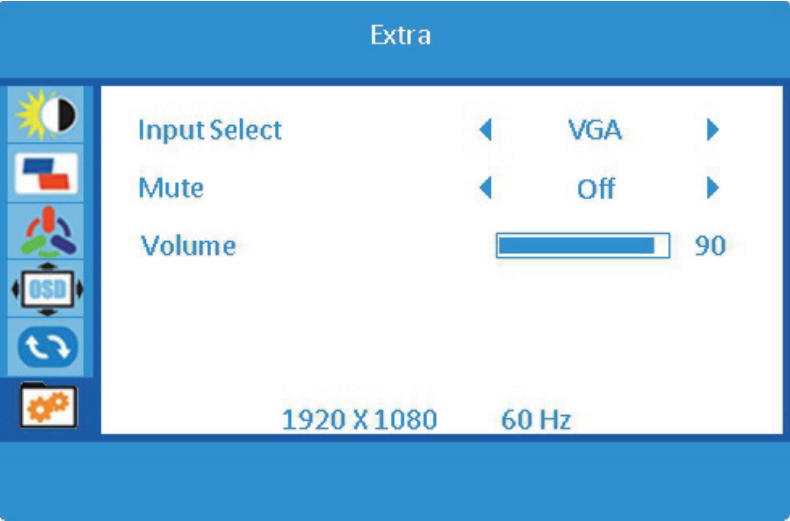 Extra
Input Select VGA
Mute Off
Volume 90
OSD
1920 X 1080 60 Hz